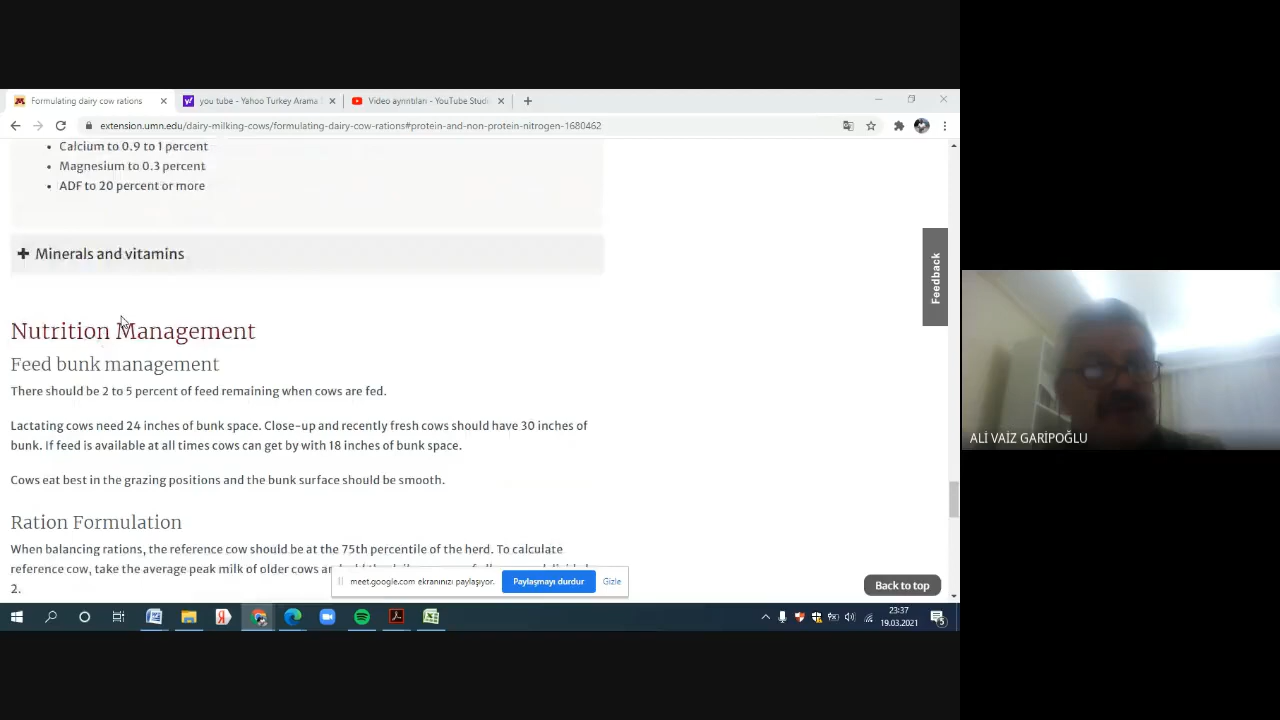 Formulating dairy cow rations
you tube - Yahoo Turkey Arama
Video ayrıntıları - YouTube Stud
extension.umn.edu/dairy-milking-cows/formulating-dairy-cow-rations#protein-and-non-protein-nitrogen-1680462
• Calcium to 0.9 to 1 percent
• Magnesium to 0.3 percent
• ADF to 20 percent or more
Minerals and vitamins
Feedback
Nutrition Management
Feed bunk management
There should be 2 to 5 percent of feed remaining when cows are fed.
Lactating cows need 24 inches of bunk space. Close-up and recently fresh cows should have 30 inches of
bunk. If feed is available at all times cows can get by with 18 inches of bunk space.
Cows eat best in the grazing positions and the bunk surface should be smooth.
Ration Formulation
When balancing rations, the reference cow should be at the 75th percentile of the herd. To calculate
reference cow, take the average peak milk of older cows
2.
meet.google.com ekranınızı paylaşıyor.
Paylaşmayı durdur
Gizle
Back to top
23:37
19.03.2021
5
ALİ VAİZ GARİPOĞLU